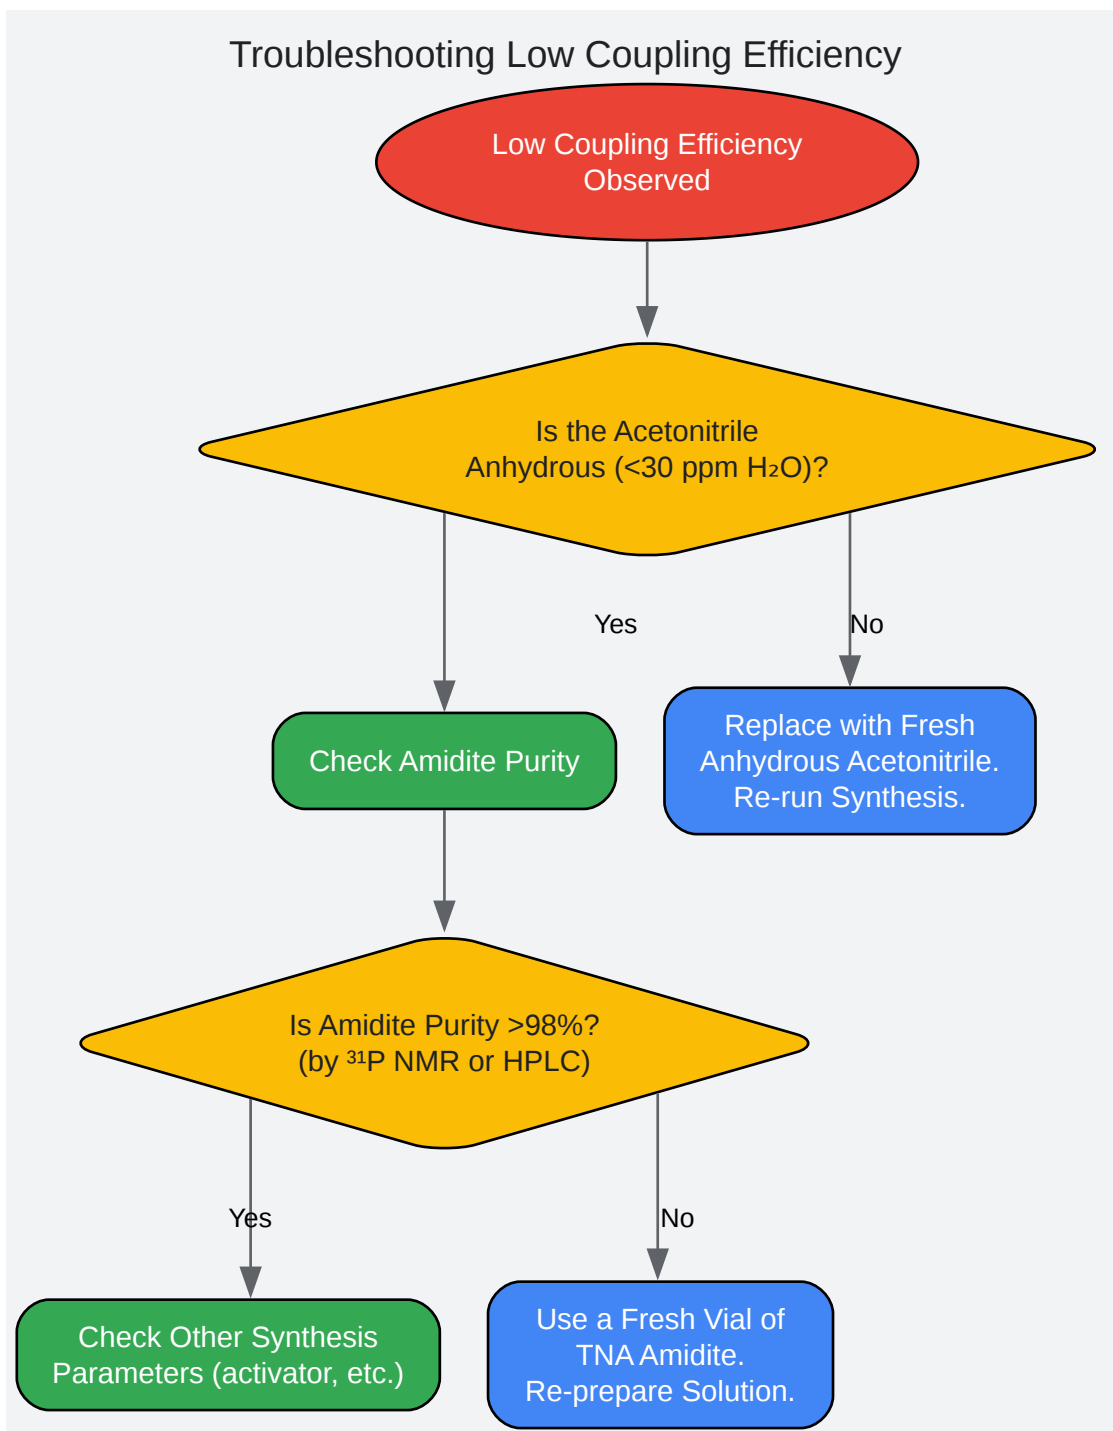 Troubleshooting Low Coupling Efficiency
Low Coupling Efficiency
Observed
Is the Acetonitrile
Anhydrous (<30 ppm H₂O)?
Yes
No
Check Amidite Purity
Replace with Fresh
Anhydrous Acetonitrile.
Re-run Synthesis.
Is Amidite Purity >98%?
(by ³¹P NMR or HPLC)
Yes
No
Check Other Synthesis
Parameters (activator, etc.)
Use a Fresh Vial of
TNA Amidite.
Re-prepare Solution.